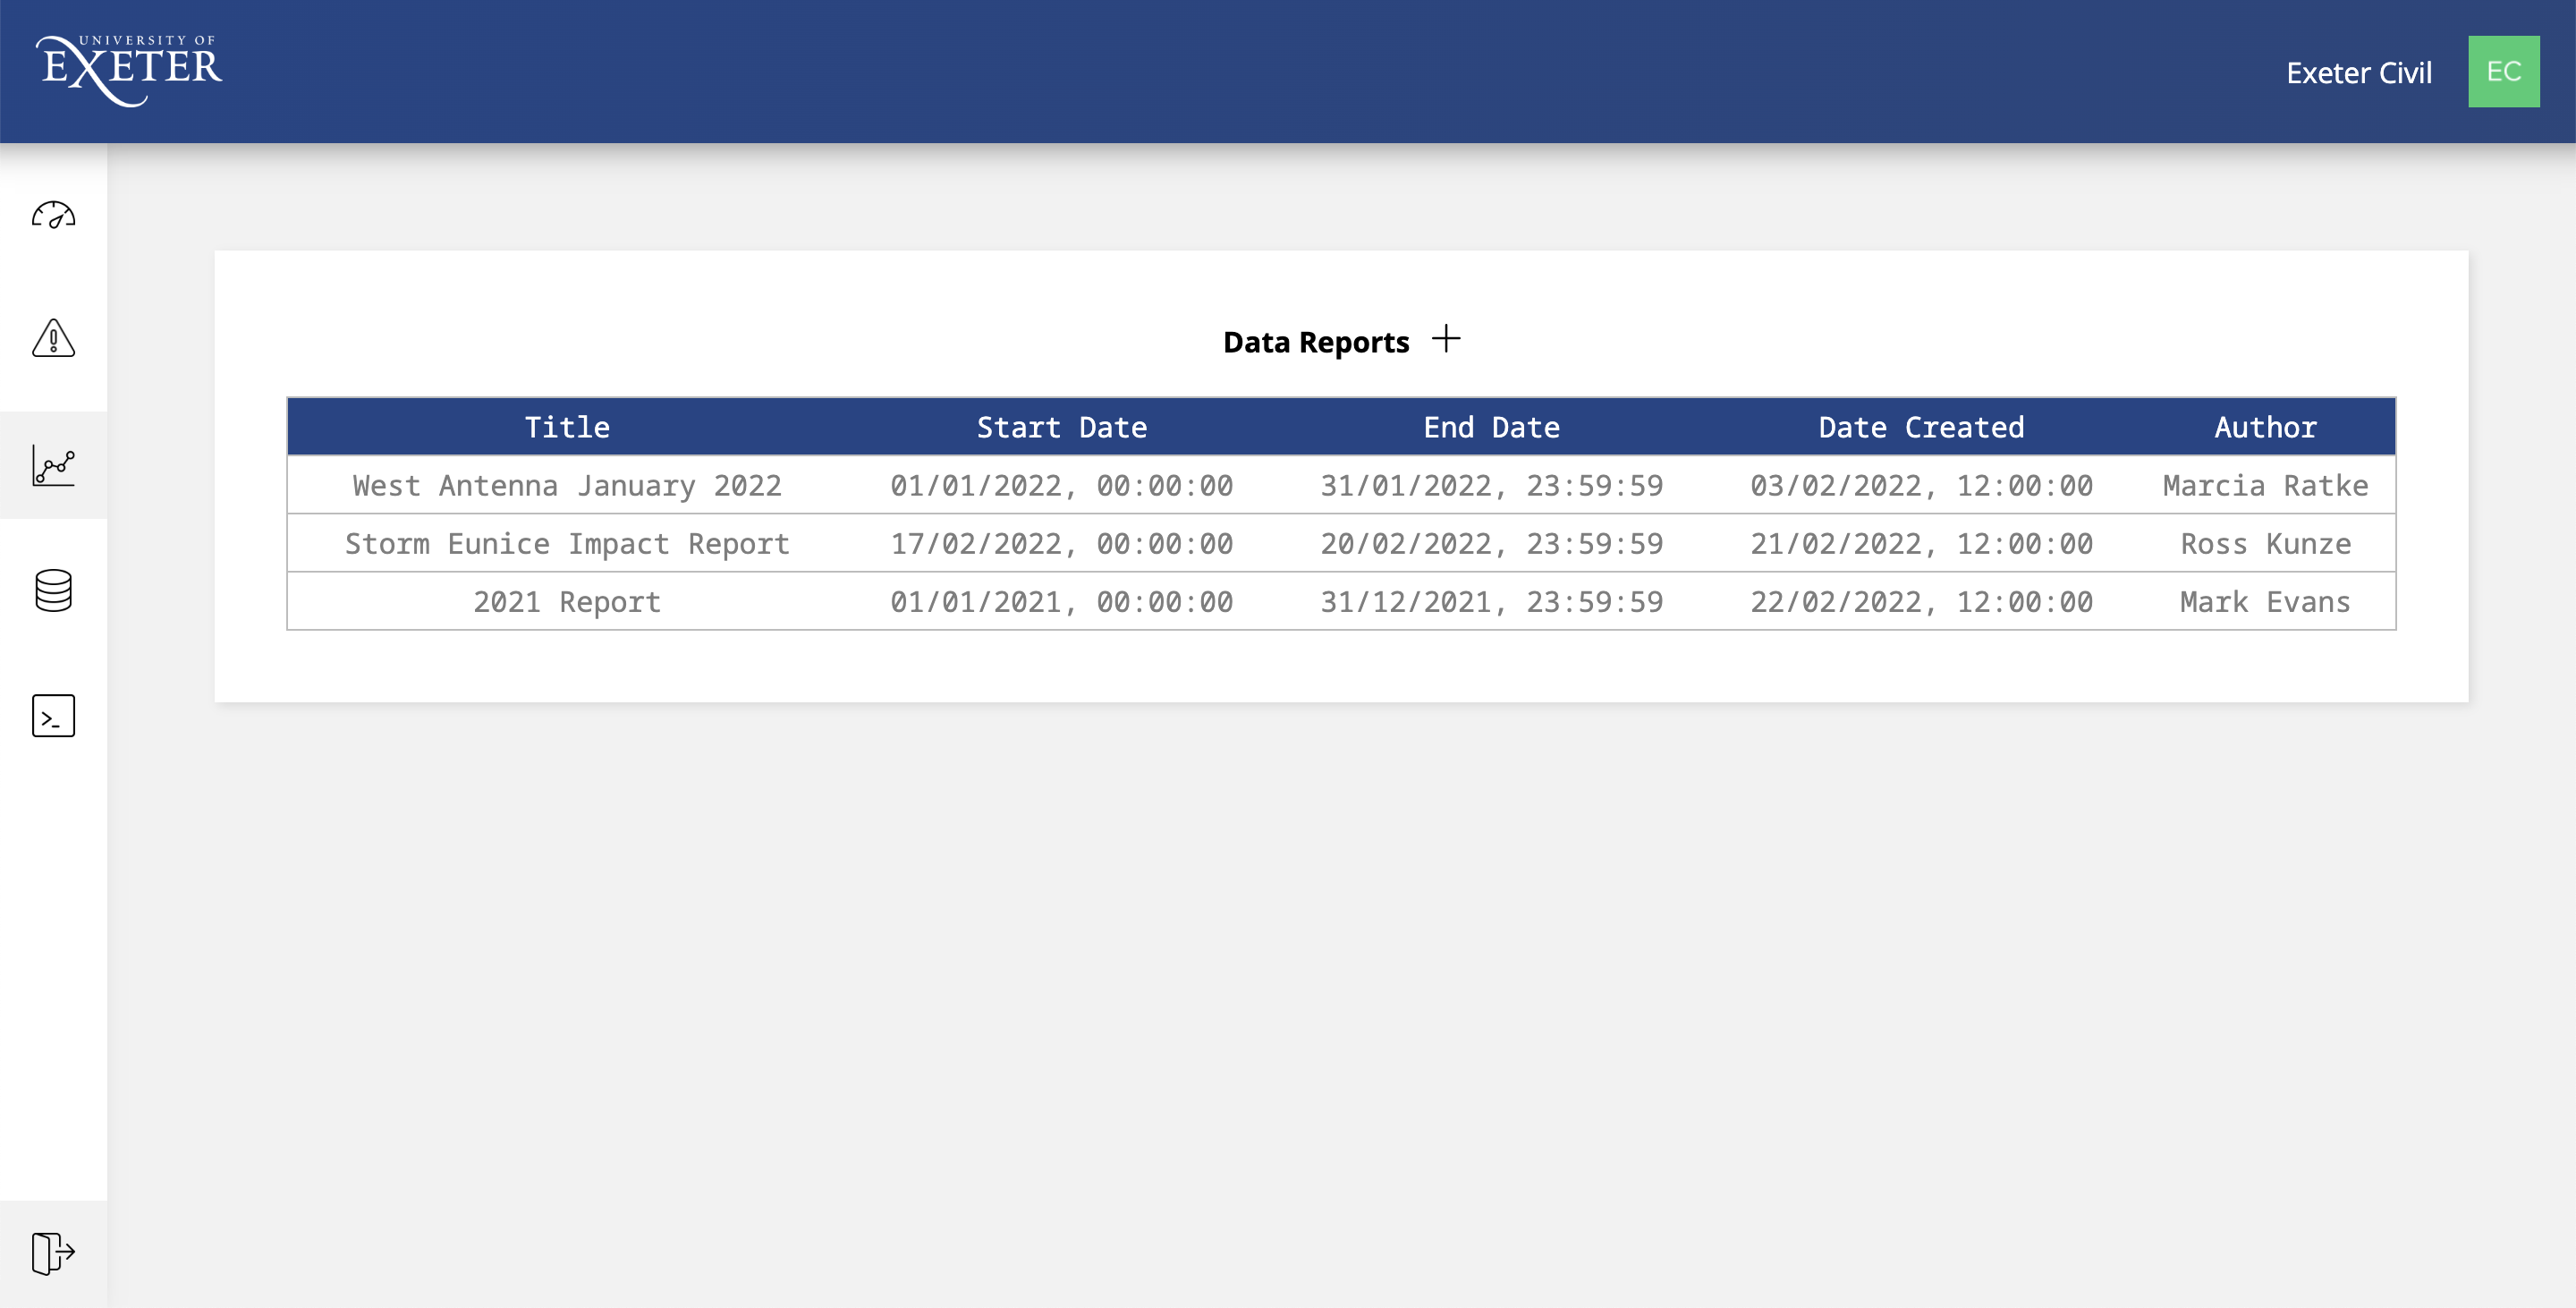 UNIVERSITY OF
EXETER
Exeter Civil
EC
Data Reports
Title Start Date End Date Date Created Author
West Antenna January 2022 01/01/2022, 00:00:00 31/01/2022, 23:59:59 03/02/2022, 12:00:00 Marcia Ratke
Storm Eunice Impact Report 17/02/2022, 00:00:00 20/02/2022, 23:59:59 21/02/2022, 12:00:00 Ross Kunze
2021 Report 01/01/2021, 00:00:00 31/12/2021, 23:59:59 22/02/2022, 12:00:00 Mark Evans